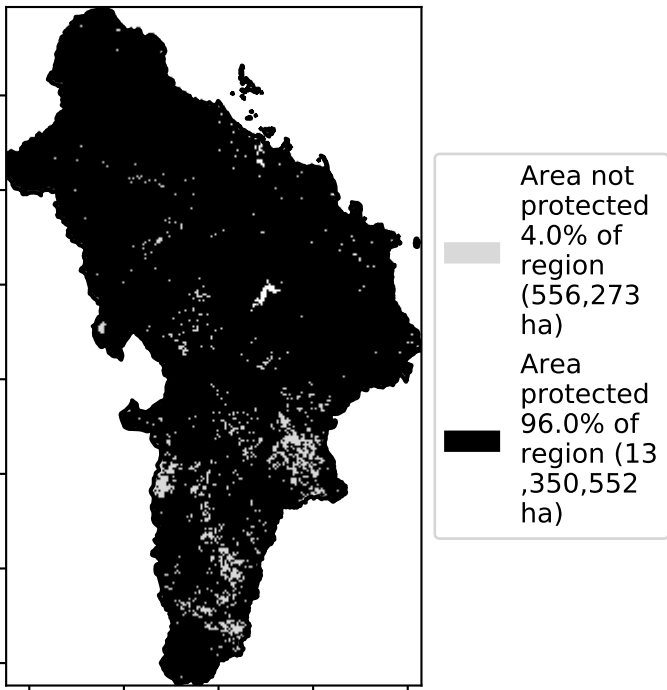 Area not
protected
4.0% of
region
(556,273
ha)
Area
protected
96.0% of
region (13
,350,552
ha)